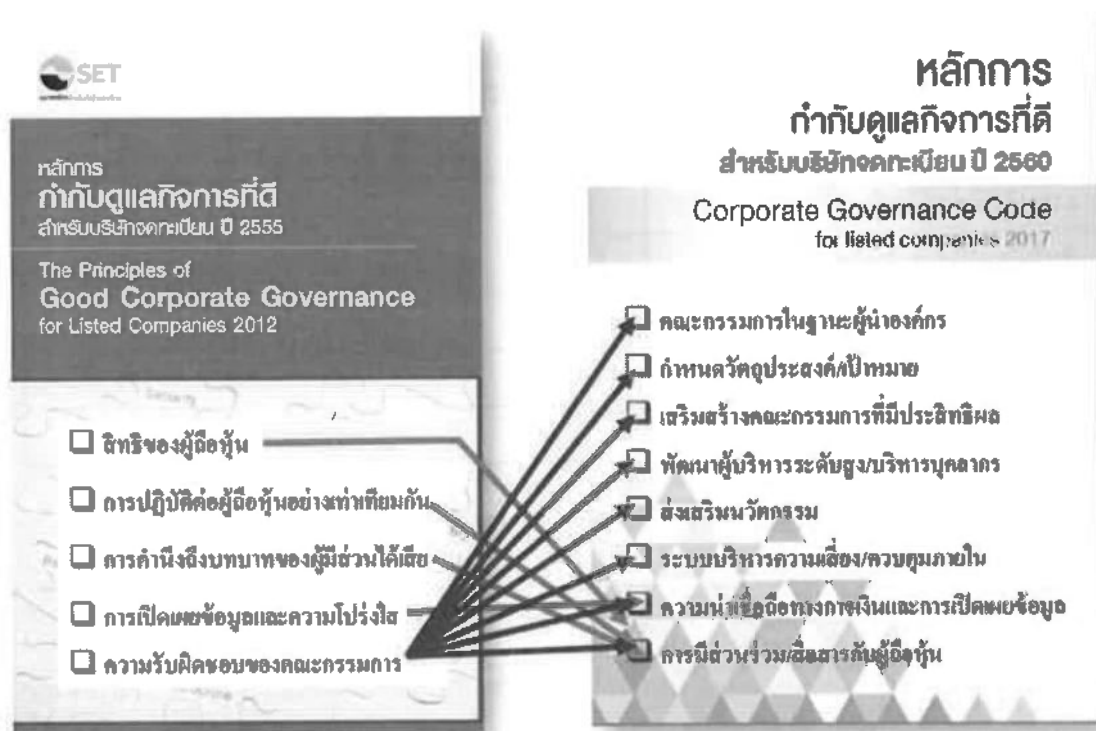 SET
หลักการ
กำกับดูแลกิจการที่ดี
สำหรับบริษัทจดทะเบียน ปี 2555
The Principles of
Good Corporate Governance
for Listed Companies 2012
❑ สิทธิของผู้ถือหุ้น
❑ การปฏิบัติต่อผู้ถือหุ้นอย่างเท่าเทียมกัน
❑ การคำนึงถึงบทบาทของผู้มีส่วนได้เสีย
❑ การเปิดเผยข้อมูลและความโปร่งใส
❑ ความรับผิดชอบของคณะกรรมการ
หลักการ
กำกับดูแลกิจการที่ดี
สำหรับบริษัทจดทะเบียน ปี 2560
Corporate Governance Code
for listed companies 2017
❑ คณะกรรมการในฐานะผู้นำองค์กร
❑ กำหนดวัตถุประสงค์/เป้าหมาย
❑ เสริมสร้างคณะกรรมการที่มีประสิทธิผล
❑ พัฒนาผู้บริหารระดับสูง/บริหารบุคลากร
❑ ส่งเสริมนวัตกรรม
❑ ระบบบริหารความเสี่ยง/ควบคุมภายใน
❑ ความน่าเชื่อถือทางการเงินและการเปิดเผยข้อมูล
❑ การมีส่วนร่วม/สื่อสารกับผู้ถือหุ้น